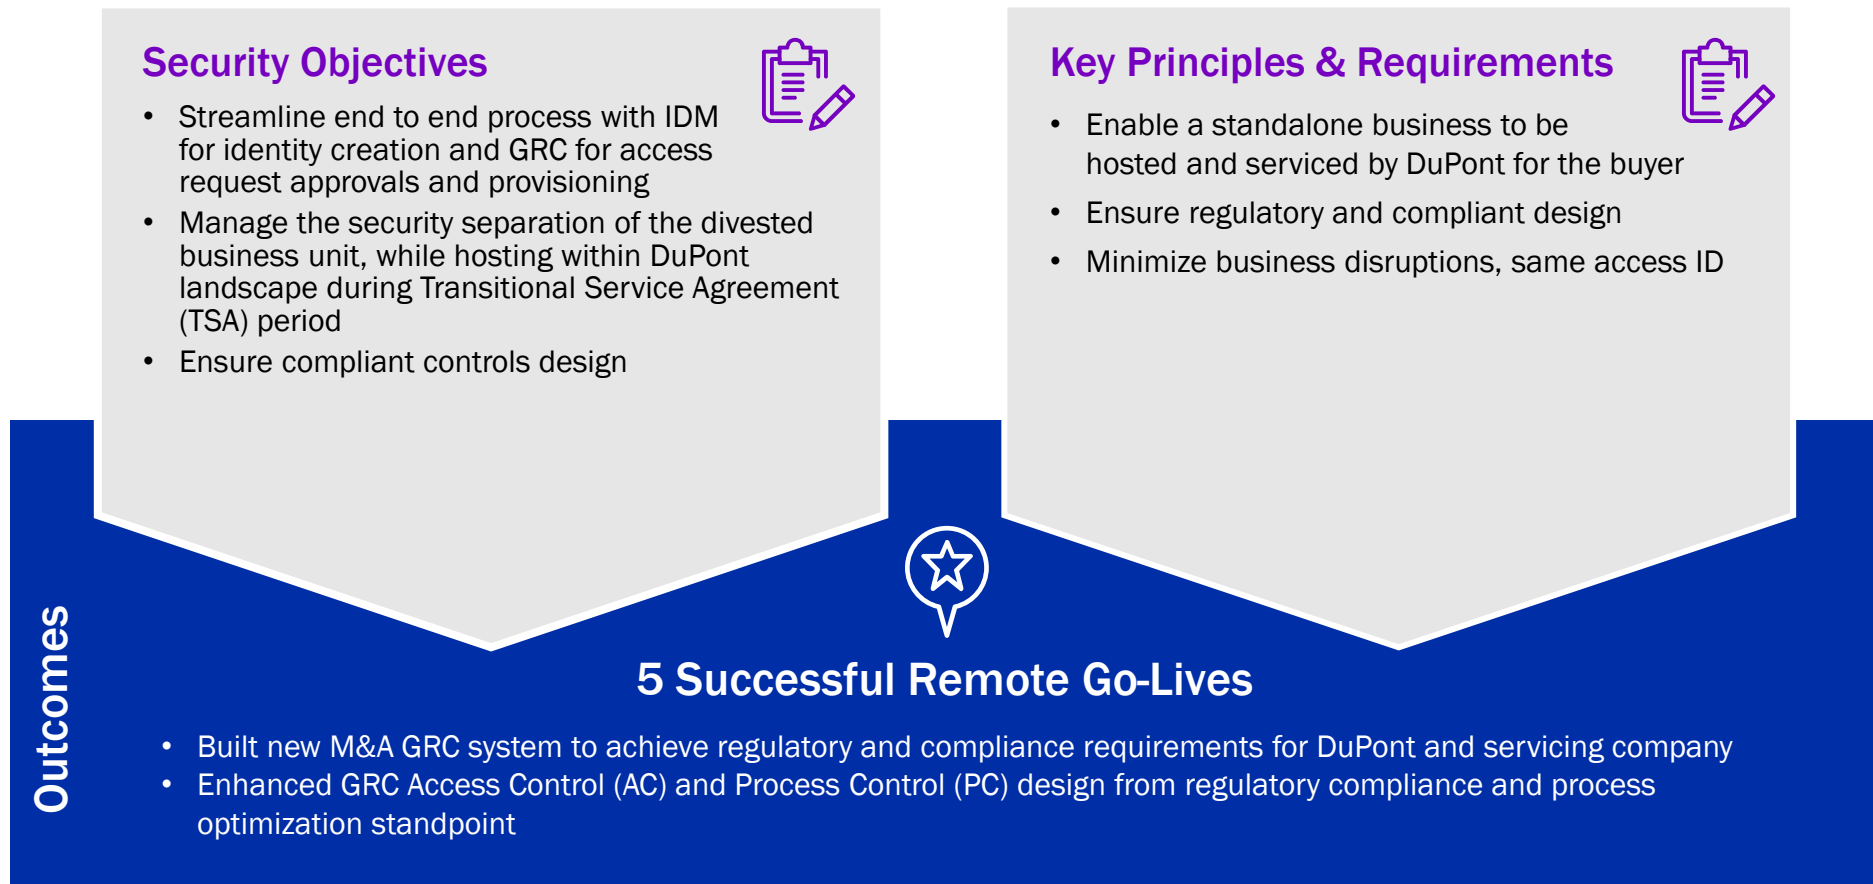 Security Objectives
• Streamline end to end process with IDM
for identity creation and GRC for access
request approvals and provisioning
• Manage the security separation of the divested
business unit, while hosting within DuPont
landscape during Transitional Service Agreement
(TSA) period
• Ensure compliant controls design
Key Principles & Requirements
• Enable a standalone business to be
hosted and serviced by DuPont for the buyer
• Ensure regulatory and compliant design
• Minimize business disruptions, same access ID
Outcomes
5 Successful Remote Go-Lives
• Built new M&A GRC system to achieve regulatory and compliance requirements for DuPont and servicing company
• Enhanced GRC Access Control (AC) and Process Control (PC) design from regulatory compliance and process
optimization standpoint